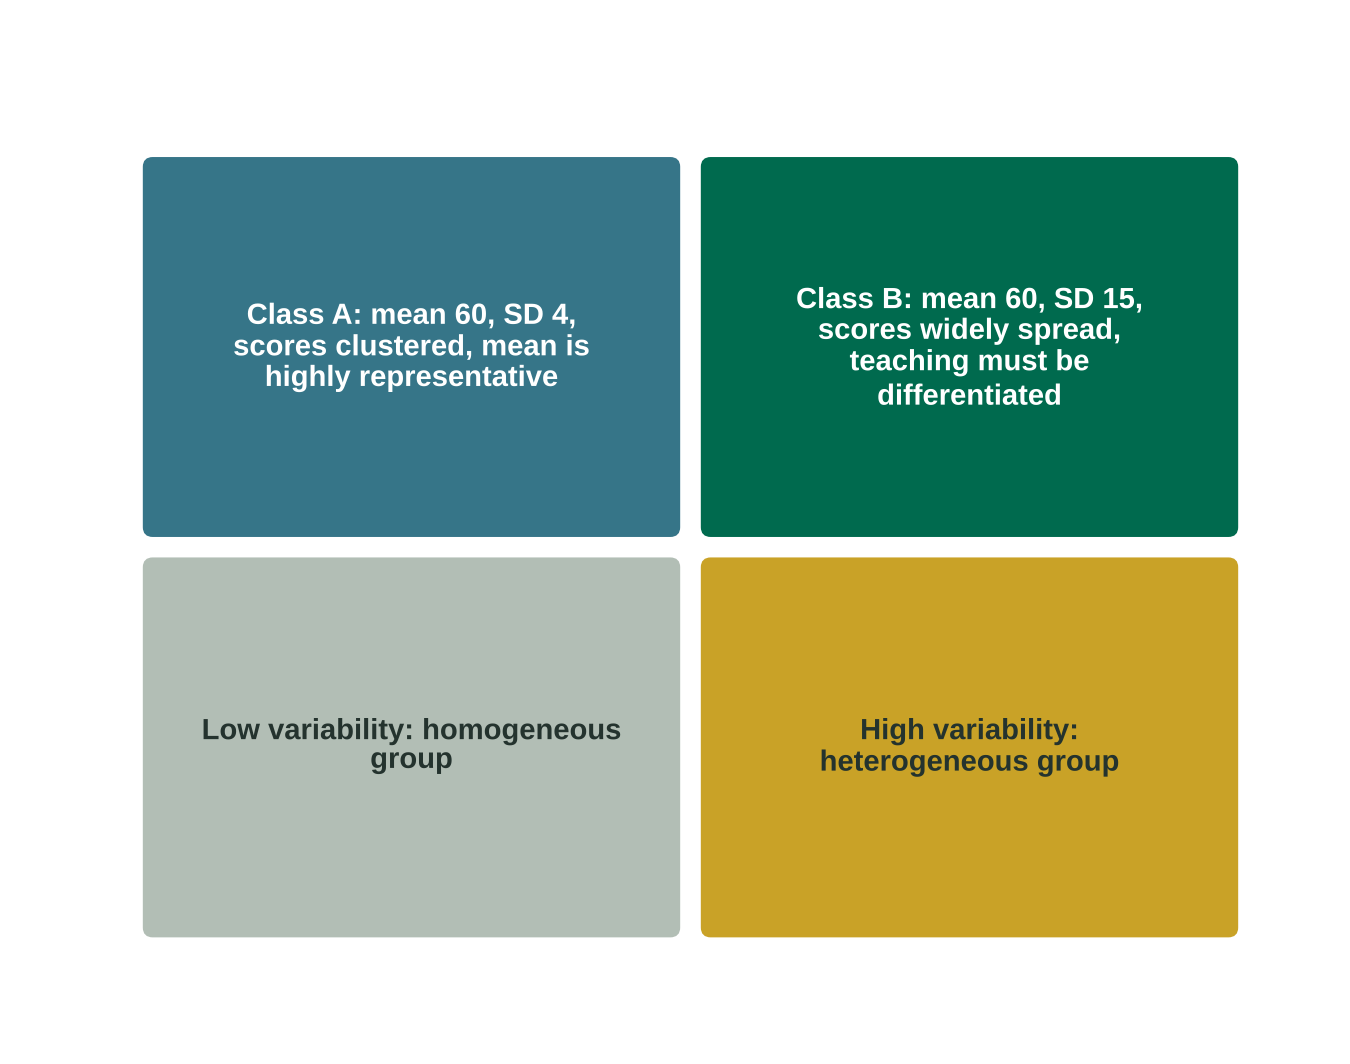 Class A: mean 60, SD 4,
scores clustered, mean is
highly representative
Class B: mean 60, SD 15,
scores widely spread,
teaching must be
differentiated
Low variability: homogeneous
group
High variability:
heterogeneous group